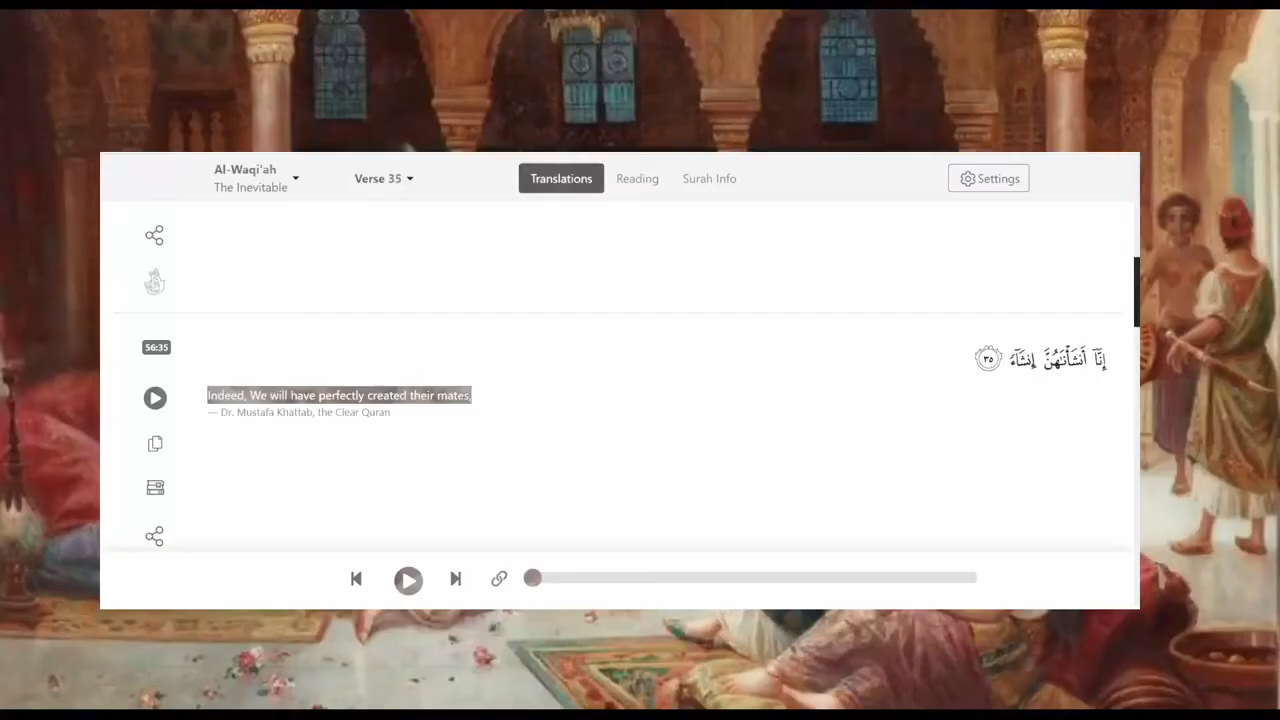 Al-Waqi'ah
The Inevitable
Verse 35
Translations
Reading
Surah Info
Settings
56:35
إِنَّآ أَنشَأْنَٰهُنَّ إِنشَآءً ٣٥
Indeed, We will have perfectly created their mates,
— Dr. Mustafa Khattab, the Clear Quran